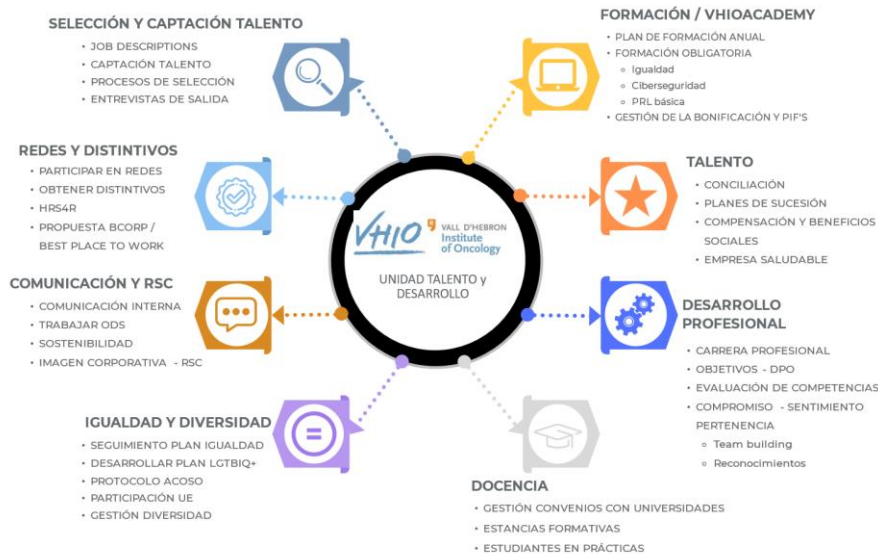 SELECCIÓN Y CAPTACIÓN TALENTO
• JOB DESCRIPTIONS
• CAPTACIÓN TALENTO
• PROCESOS DE SELECCIÓN
• ENTREVISTAS DE SALIDA
FORMACIÓN / VHIOACADEMY
• PLAN DE FORMACIÓN ANUAL
• FORMACIÓN OBLIGATORIA
○ Igualdad
○ Ciberseguridad
○ PRL básica
• GESTIÓN DE LA BONIFICACIÓN Y PIF'S
REDES Y DISTINTIVOS
• PARTICIPAR EN REDES
• OBTENER DISTINTIVOS
• HRS4R
• PROPUESTA BCORP /
BEST PLACE TO WORK
TALENTO
• CONCILIACIÓN
• PLANES DE SUCESIÓN
• COMPENSACIÓN Y BENEFICIOS
SOCIALES
• EMPRESA SALUDABLE
VHIO VALL D'HEBRON
Institute
of Oncology
UNIDAD TALENTO y
DESARROLLO
COMUNICACIÓN Y RSC
• COMUNICACIÓN INTERNA
• TRABAJAR ODS
• SOSTENIBILIDAD
• IMAGEN CORPORATIVA - RSC
DESARROLLO
PROFESIONAL
• CARRERA PROFESIONAL
• OBJETIVOS - DPO
• EVALUACIÓN DE COMPETENCIAS
• COMPROMISO - SENTIMIENTO
PERTENENCIA
○ Team building
○ Reconocimientos
IGUALDAD Y DIVERSIDAD
• SEGUIMIENTO PLAN IGUALDAD
• DESARROLLAR PLAN LGTBIQ+
• PROTOCOLO ACOSO
• PARTICIPACIÓN UE
• GESTIÓN DIVERSIDAD
DOCENCIA
• GESTIÓN CONVENIOS CON UNIVERSIDADES
• ESTANCIAS FORMATIVAS
• ESTUDIANTES EN PRÁCTICAS